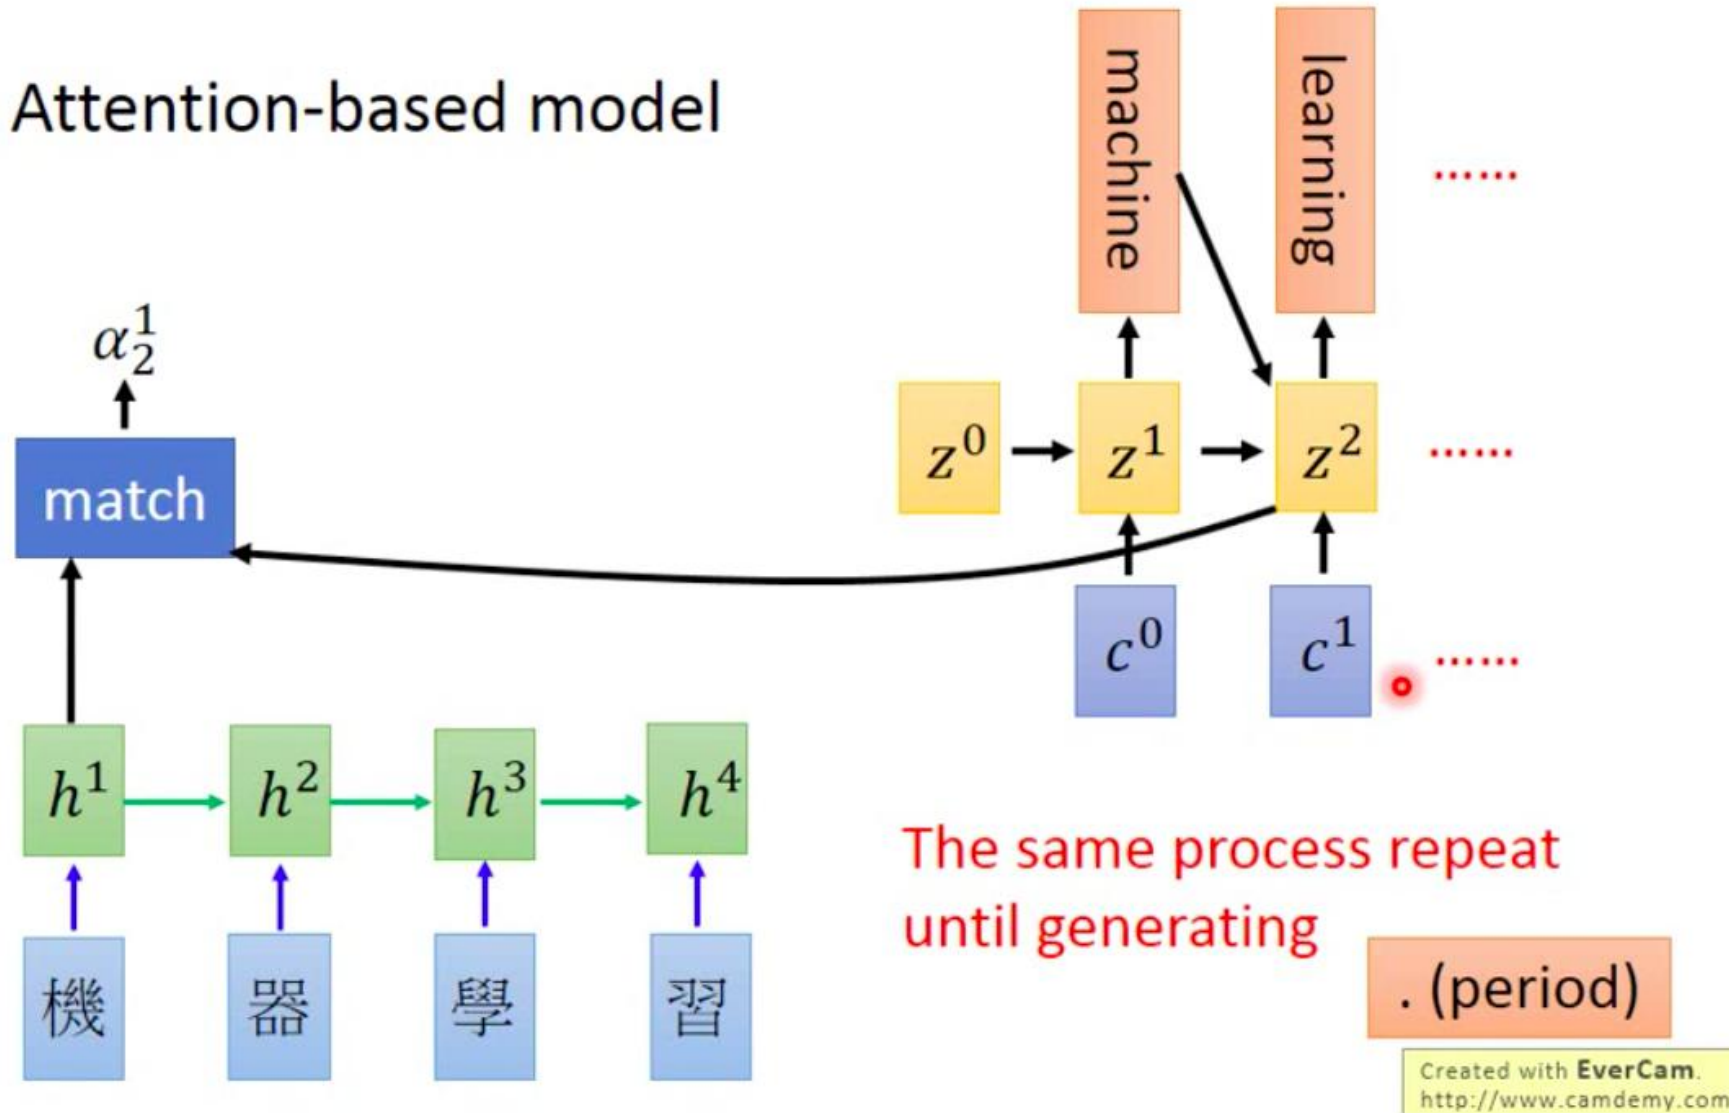 Attention-based model
machine
learning
......
α₂¹
match
z⁰
z¹
z²
......
c⁰
c¹
......
h¹
h²
h³
h⁴
機
器
學
習
The same process repeat
until generating
. (period)
Created with EverCam.
http://www.camdemy.com